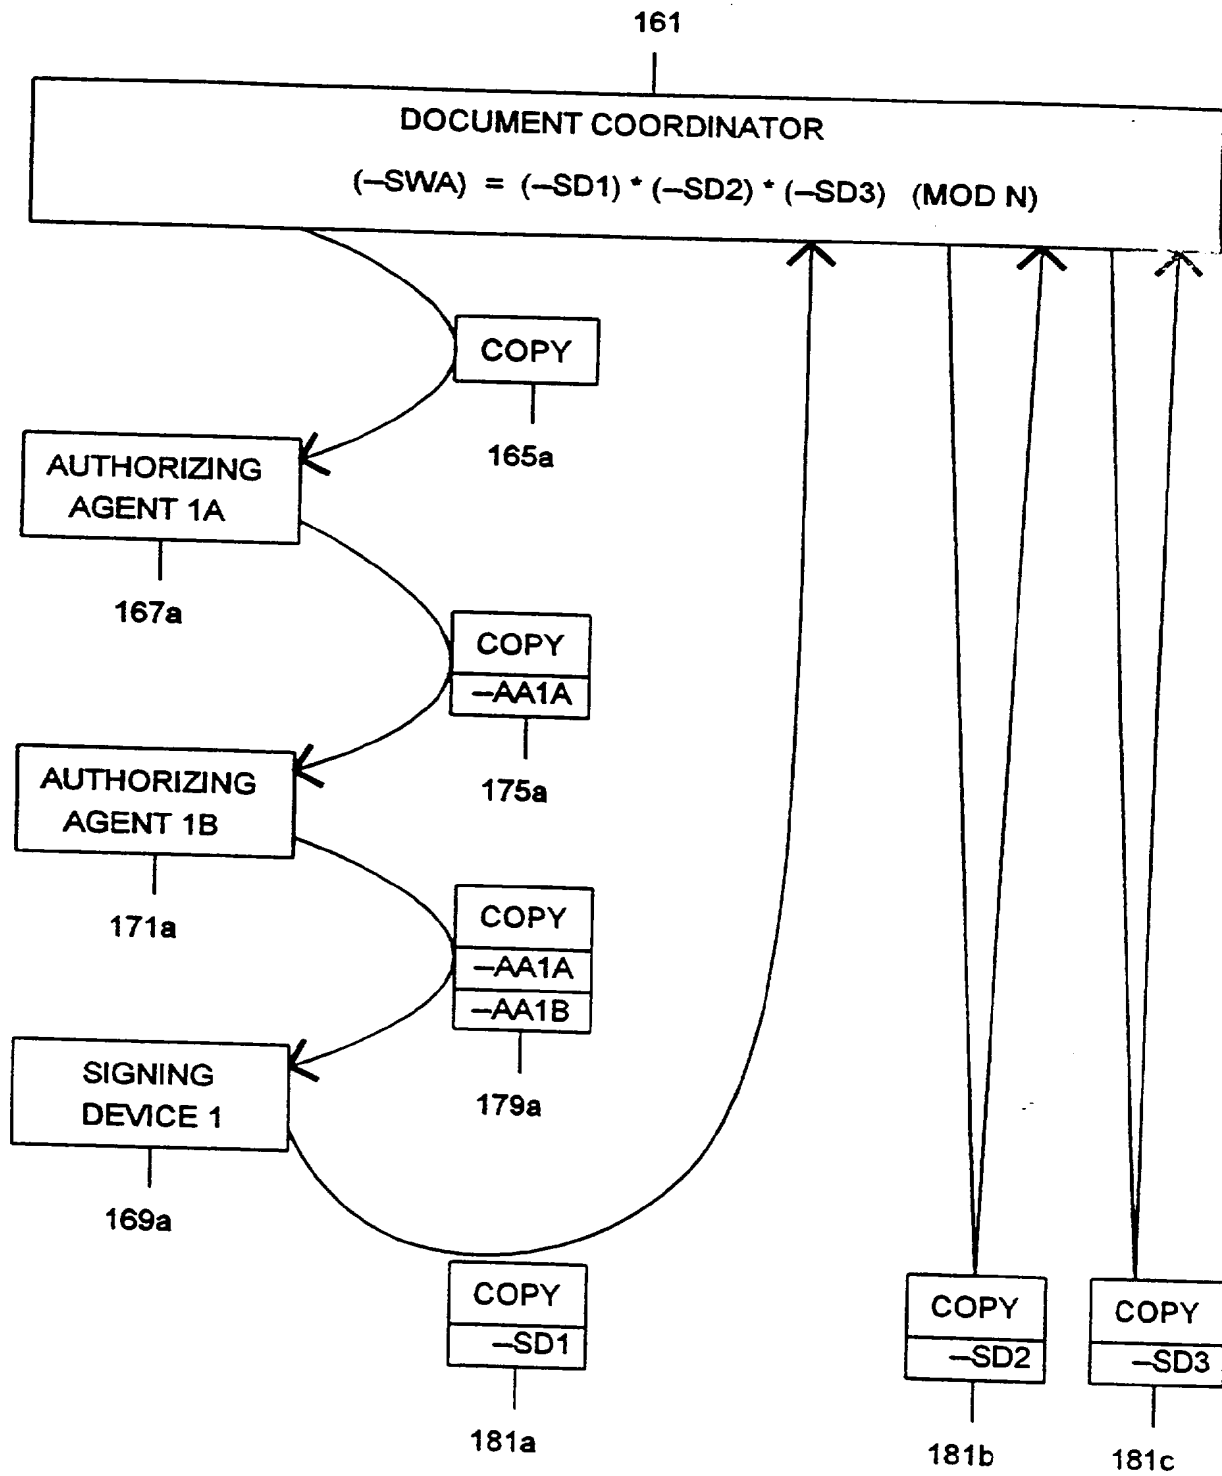 161
DOCUMENT COORDINATOR
(–SWA) = (–SD1) * (–SD2) * (–SD3) (MOD N)
COPY
165a
AUTHORIZING
AGENT 1A
167a
COPY
–AA1A
175a
AUTHORIZING
AGENT 1B
171a
COPY
–AA1A
–AA1B
179a
SIGNING
DEVICE 1
169a
COPY
–SD1
181a
COPY
–SD2
181b
COPY
–SD3
181c